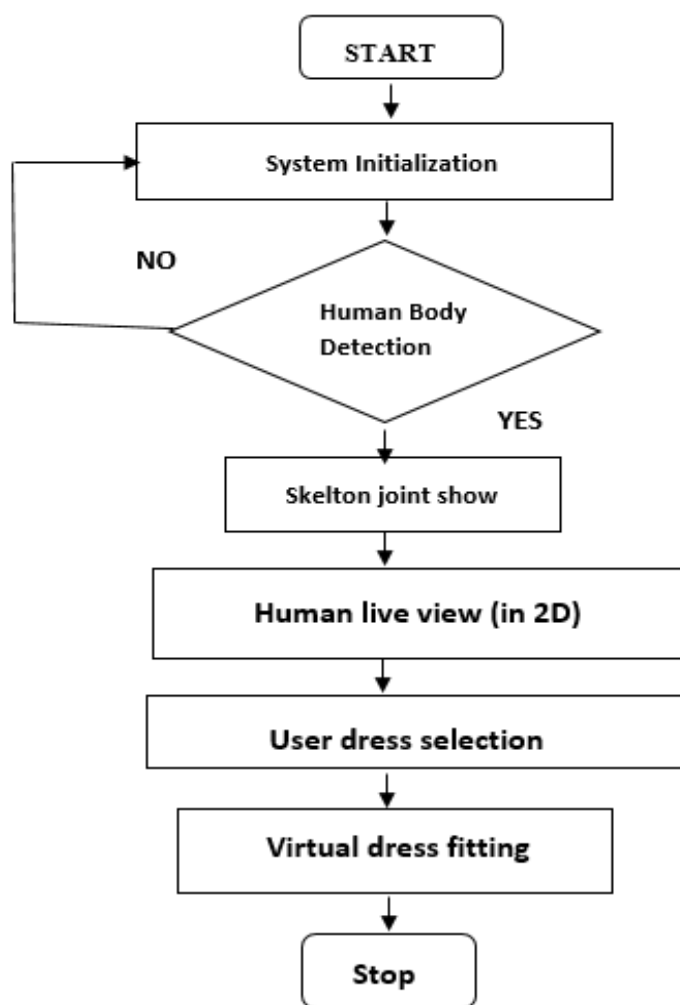 START
System Initialization
NO
Human Body
Detection
YES
Skelton joint show
Human live view (in 2D)
User dress selection
Virtual dress fitting
Stop